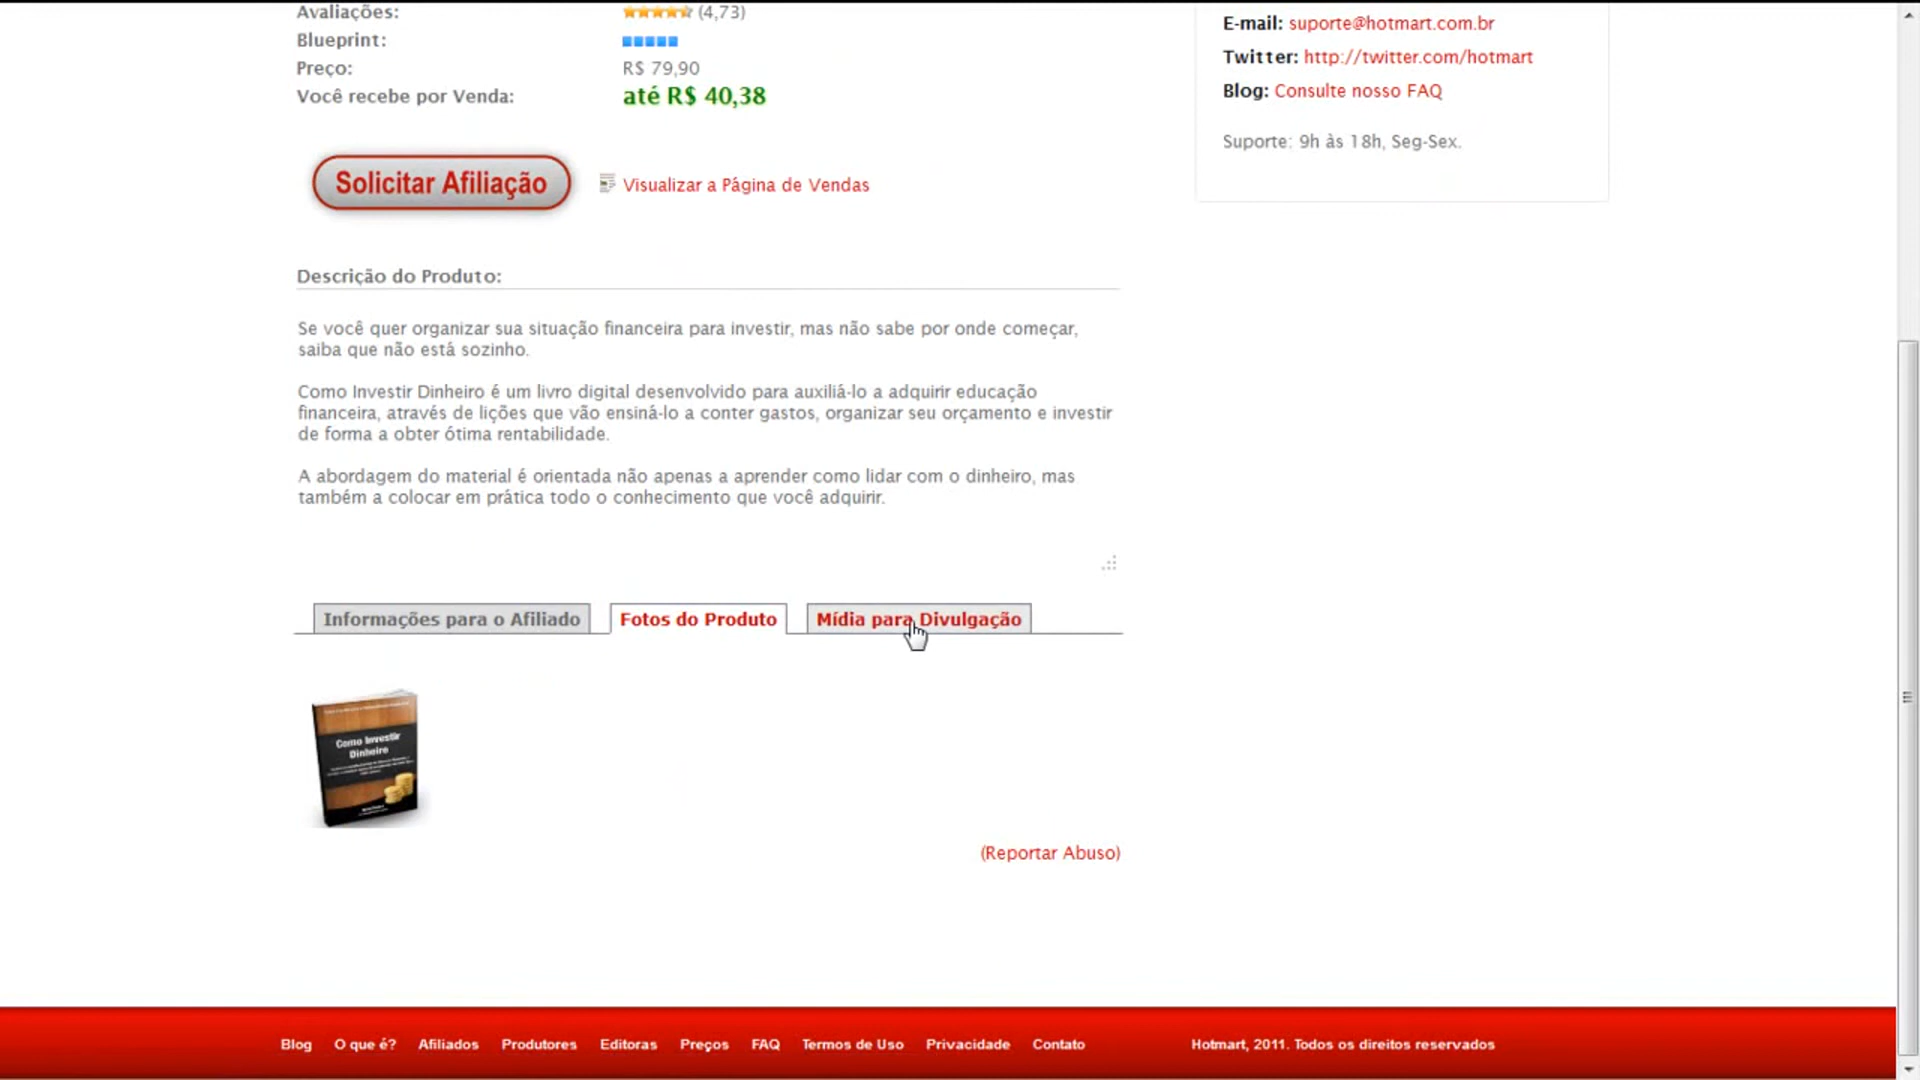 Avaliações: (4,73)
Blueprint:
Preço: R$ 79,90
Você recebe por Venda: até R$ 40,38
Solicitar Afiliação Visualizar a Página de Vendas
E-mail: suporte@hotmart.com.br
Twitter: http://twitter.com/hotmart
Blog: Consulte nosso FAQ
Suporte: 9h às 18h, Seg-Sex.
Descrição do Produto:
Se você quer organizar sua situação financeira para investir, mas não sabe por onde começar,
saiba que não está sozinho.
Como Investir Dinheiro é um livro digital desenvolvido para auxiliá-lo a adquirir educação
financeira, através de lições que vão ensiná-lo a conter gastos, organizar seu orçamento e investir
de forma a obter ótima rentabilidade.
A abordagem do material é orientada não apenas a aprender como lidar com o dinheiro, mas
também a colocar em prática todo o conhecimento que você adquirir.
Informações para o Afiliado Fotos do Produto Mídia para Divulgação
Como Investir
Dinheiro
(Reportar Abuso)
Blog O que é? Afiliados Produtores Editoras Preços FAQ Termos de Uso Privacidade Contato Hotmart, 2011. Todos os direitos reservados